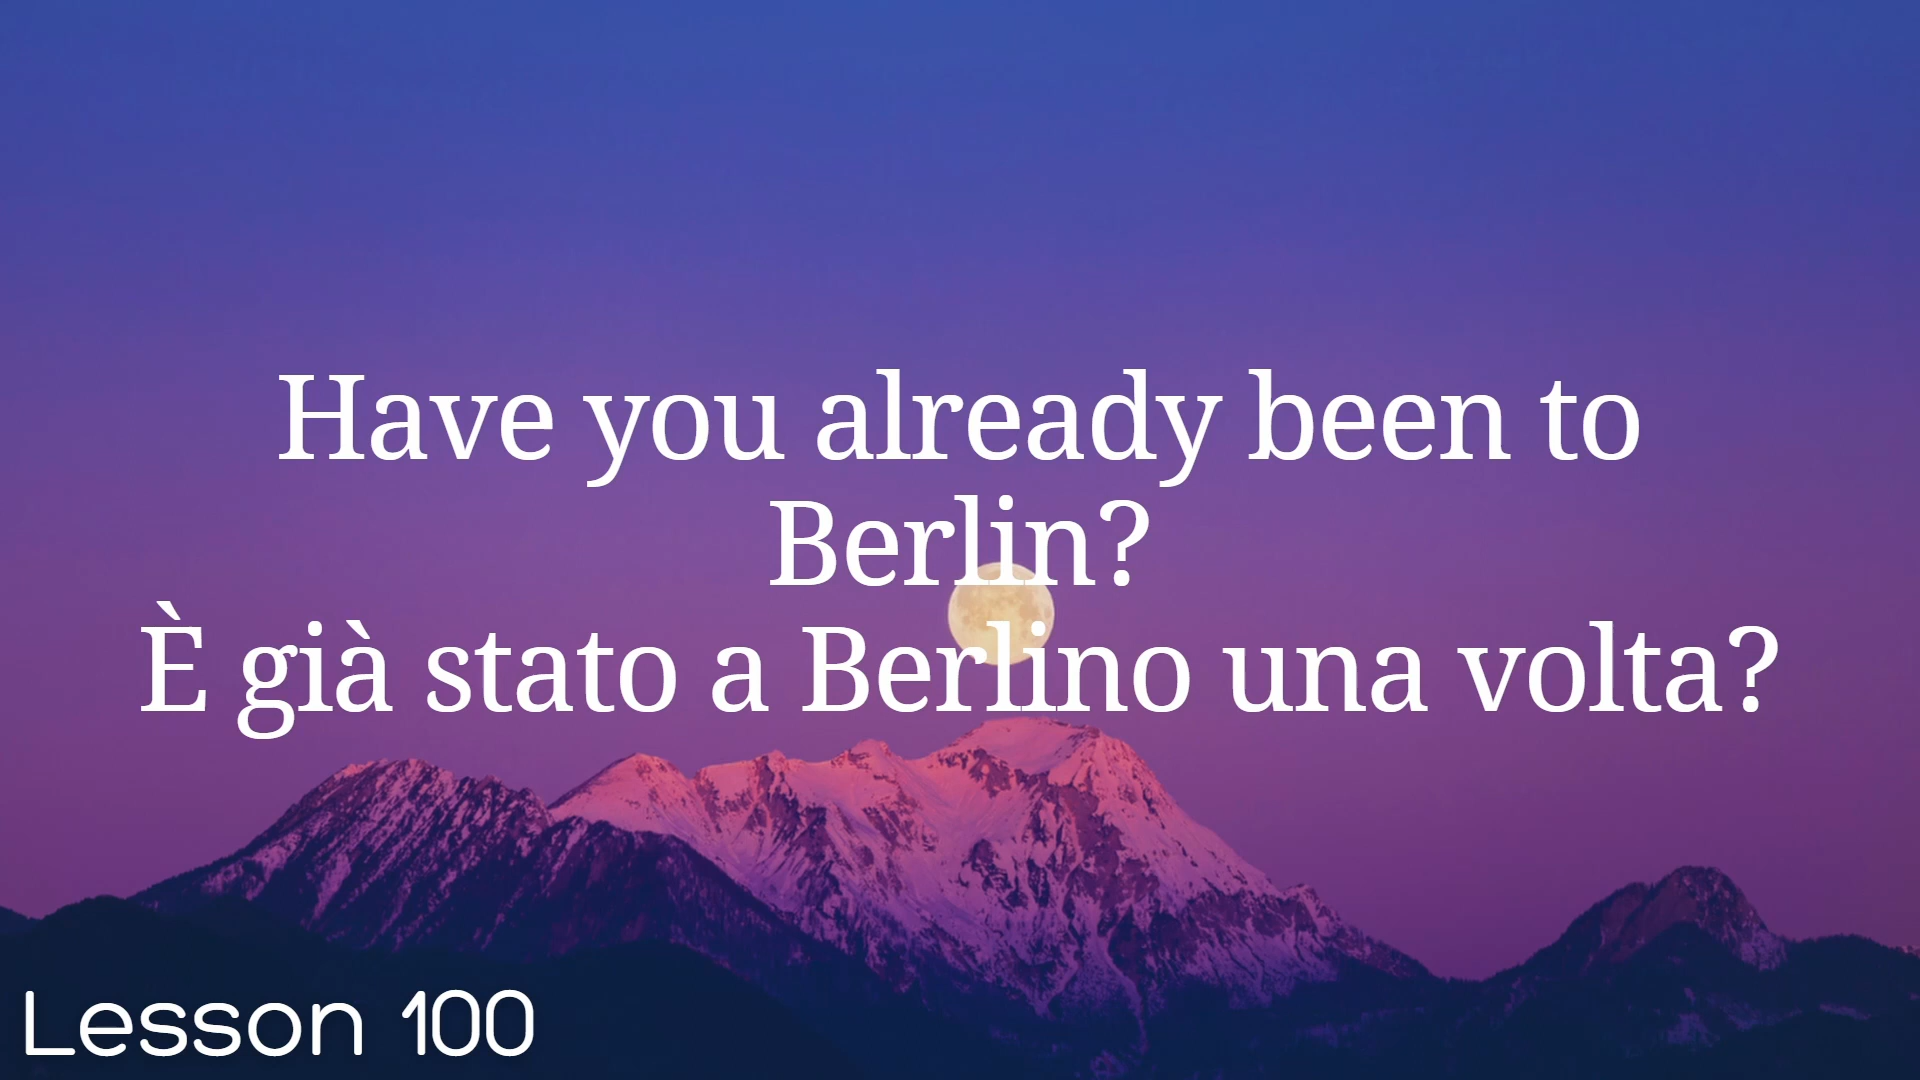 Have you already been to
Berlin?
È già stato a Berlino una volta?
Lesson 100